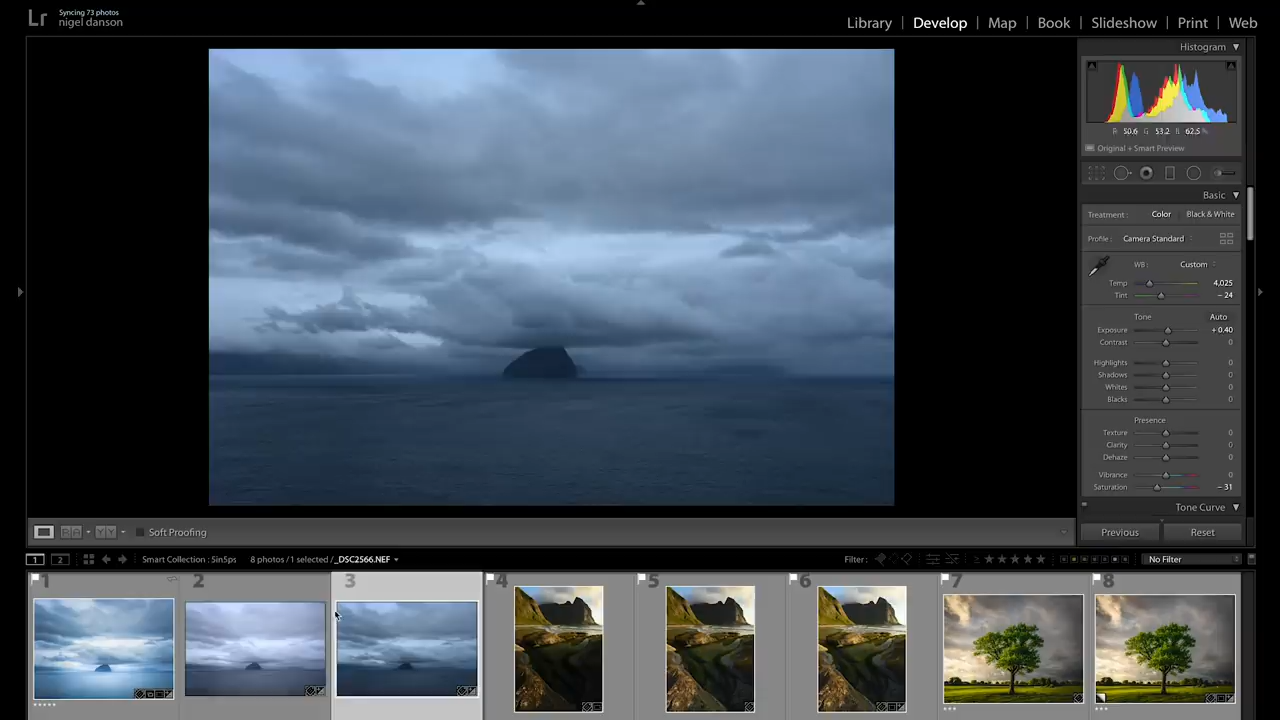 Lr
Syncing 73 photos
nigel danson
Library | Develop | Map | Book | Slideshow | Print | Web
Histogram
R 50.6 G 53.2 B 62.5 %
Original + Smart Preview
Basic
Treatment: Color Black & White
Profile: Camera Standard
WB: Custom
Temp 4,025
Tint - 24
Tone Auto
Exposure + 0.40
Contrast 0
Highlights 0
Shadows 0
Whites 0
Blacks 0
Presence
Texture 0
Clarity 0
Dehaze 0
Vibrance 0
Saturation - 31
Tone Curve
Previous Reset
Soft Proofing
1 2 Smart Collection : 5in5ps 8 photos / 1 selected / _DSC2566.NEF Filter: No Filter
1 2 3 4 5 6 7 8